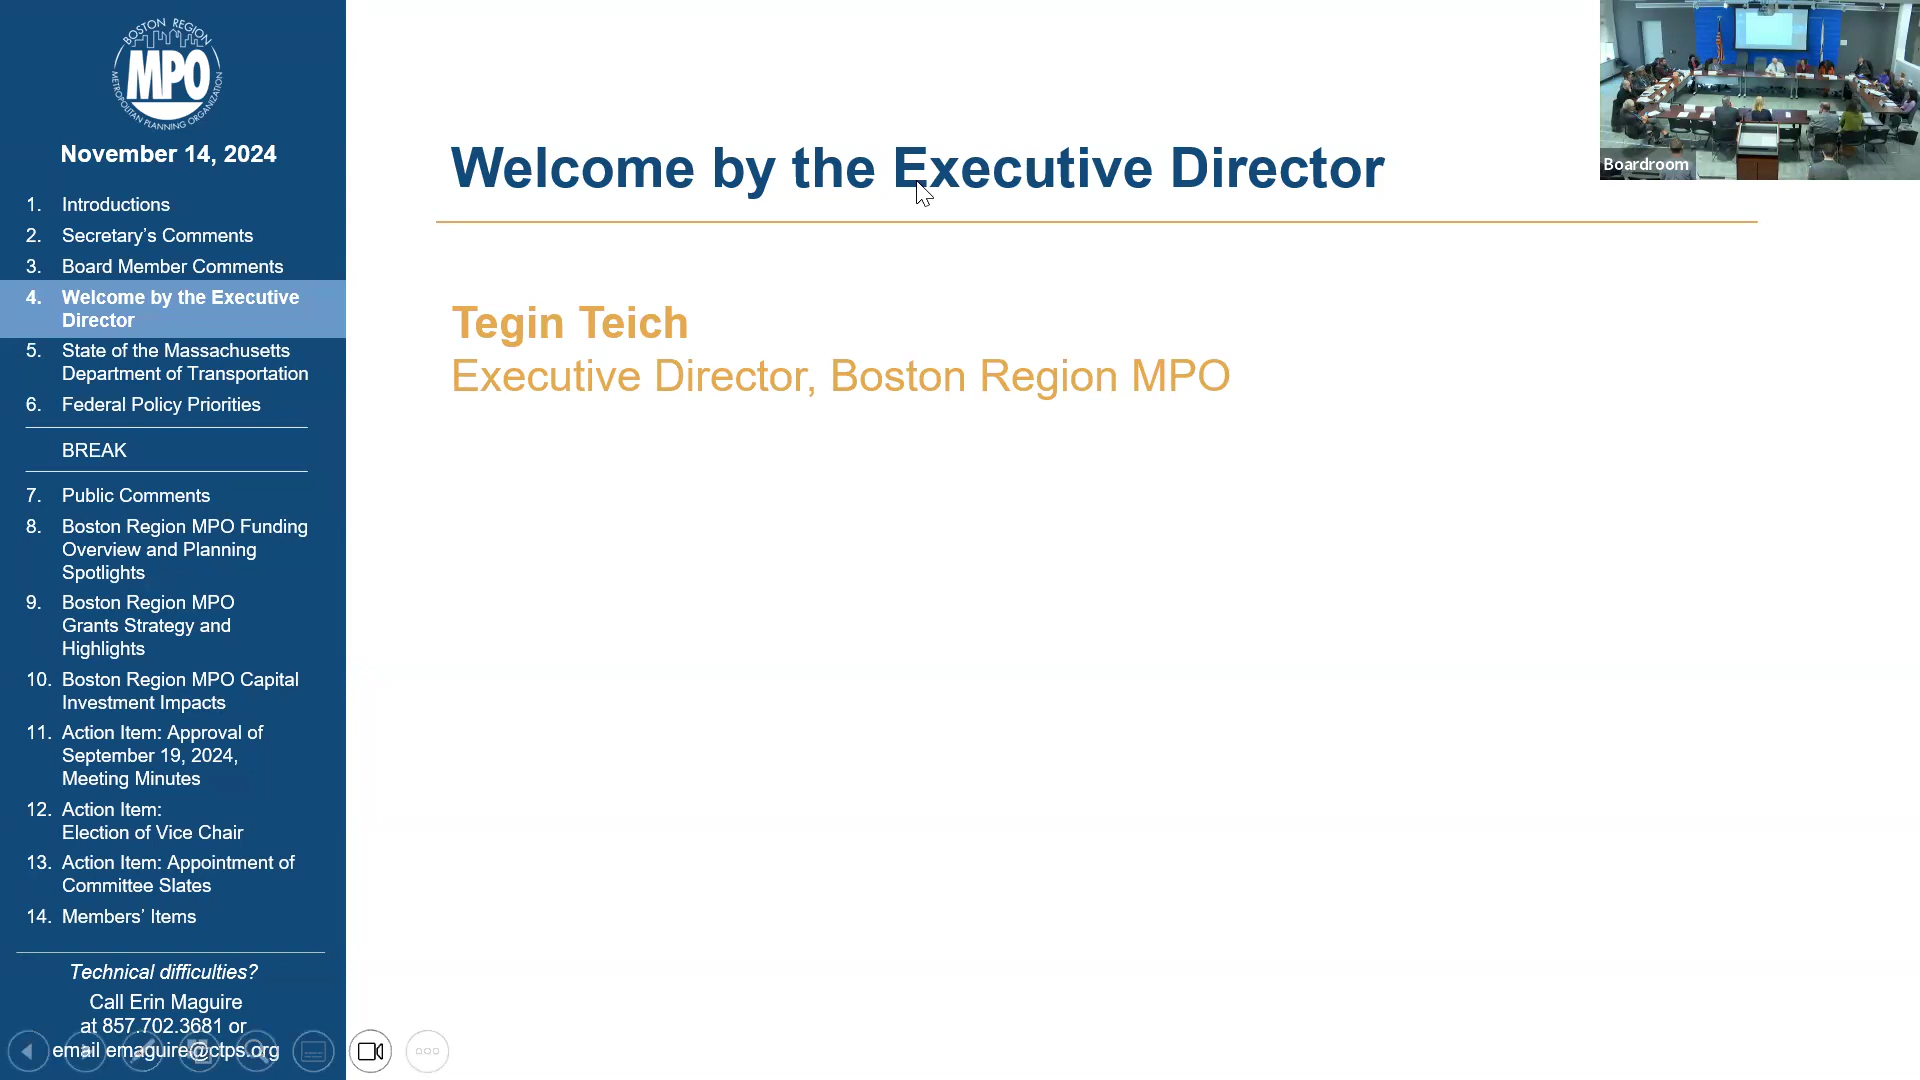 BOSTON REGION
MPO
METROPOLITAN PLANNING ORGANIZATION
November 14, 2024
1. Introductions
2. Secretary's Comments
3. Board Member Comments
4. Welcome by the Executive
Director
5. State of the Massachusetts
Department of Transportation
6. Federal Policy Priorities
BREAK
7. Public Comments
8. Boston Region MPO Funding
Overview and Planning
Spotlights
9. Boston Region MPO
Grants Strategy and
Highlights
10. Boston Region MPO Capital
Investment Impacts
11. Action Item: Approval of
September 19, 2024,
Meeting Minutes
12. Action Item:
Election of Vice Chair
13. Action Item: Appointment of
Committee Slates
14. Members' Items
Technical difficulties?
Call Erin Maguire
at 857.702.3681 or
email emaguire@ctps.org
Welcome by the Executive Director
Tegin Teich
Executive Director, Boston Region MPO
Boardroom